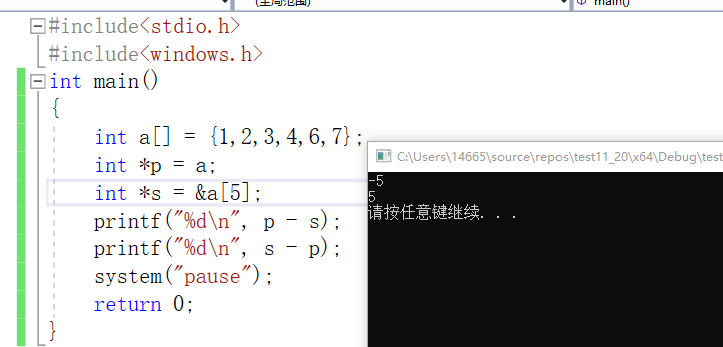 (全局范围)
main()
#include<stdio.h>
#include<windows.h>
int main()
{
int a[] = {1,2,3,4,6,7};
int *p = a;
int *s = &a[5];
printf("%d\n", p - s);
printf("%d\n", s - p);
system("pause");
return 0;
}
C:\Users\14665\source\repos\test11_20\x64\Debug\test
-5
5
请按任意键继续. . .